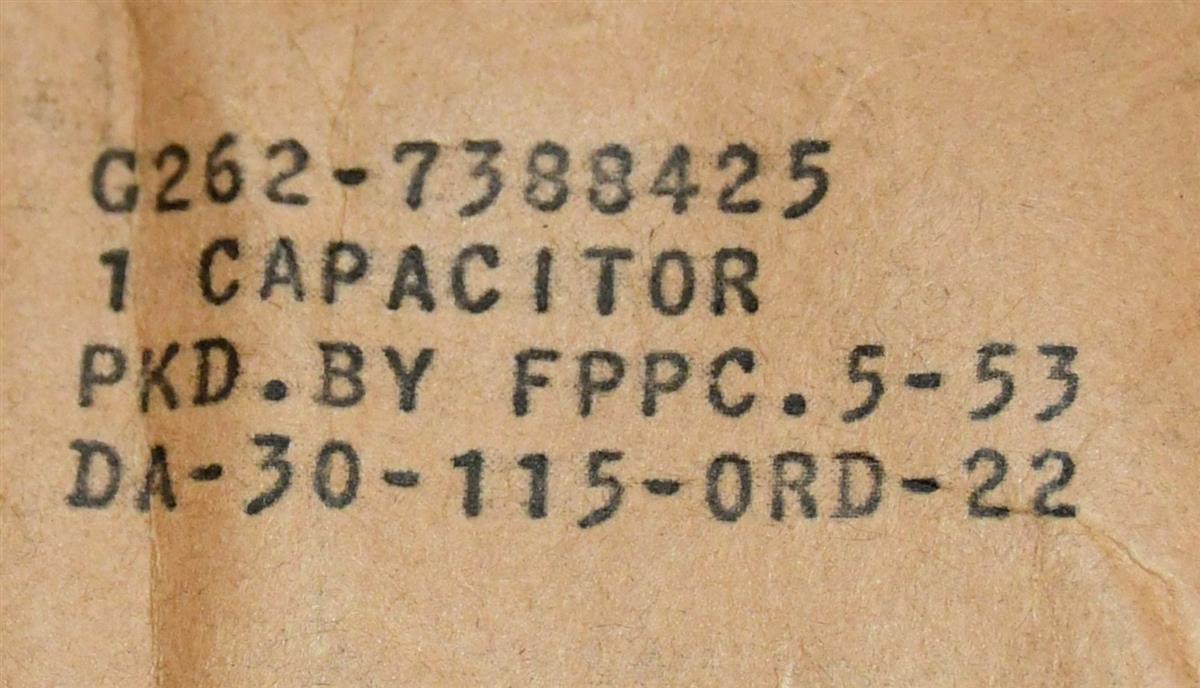 G262-7388425
1 CAPACITOR
PKD.BY FPPC.5-53
DA-30-115-ORD-22